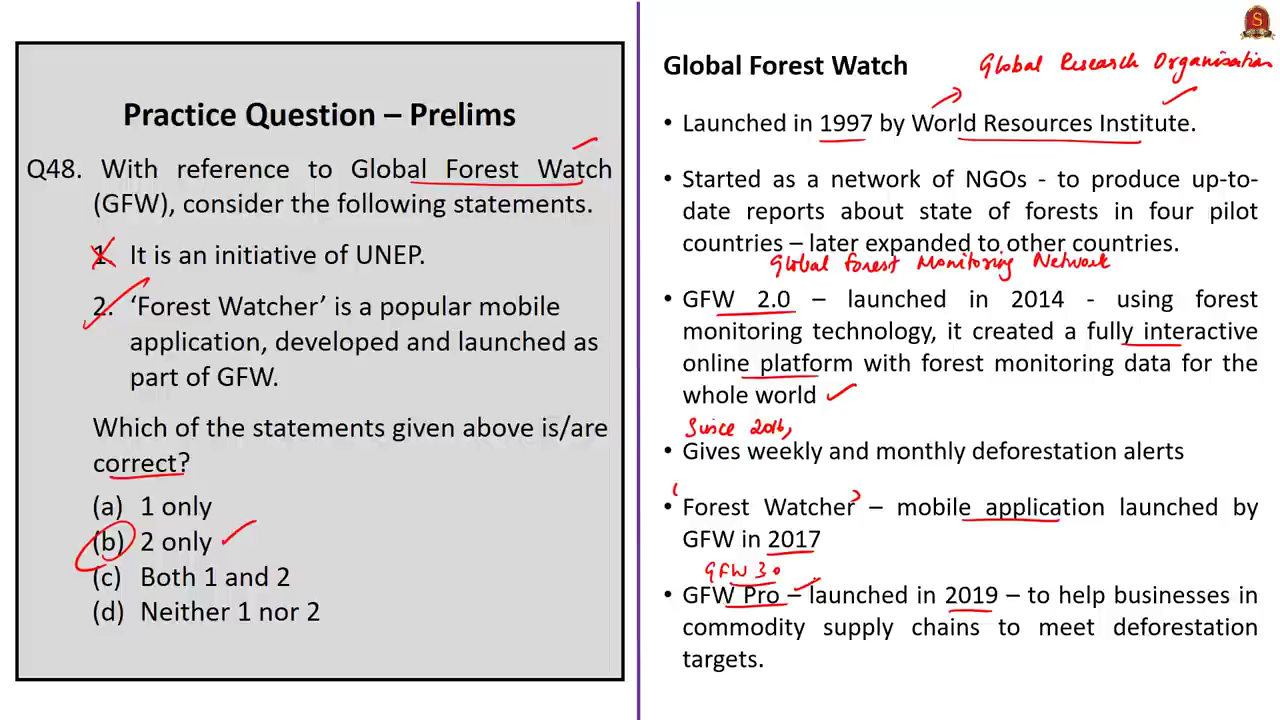 Practice Question – Prelims
Q48. With reference to Global Forest Watch
(GFW), consider the following statements.
1. It is an initiative of UNEP.
2. ‘Forest Watcher’ is a popular mobile
application, developed and launched as
part of GFW.
Which of the statements given above is/are
correct?
(a) 1 only
(b) 2 only
(c) Both 1 and 2
(d) Neither 1 nor 2
S
Global Research Organisation
Global Forest Watch
• Launched in 1997 by World Resources Institute.
• Started as a network of NGOs - to produce up-to-
date reports about state of forests in four pilot
countries – later expanded to other countries.
Global Forest Monitoring Network
• GFW 2.0 – launched in 2014 - using forest
monitoring technology, it created a fully interactive
online platform with forest monitoring data for the
whole world
Since 2016,
• Gives weekly and monthly deforestation alerts
• ‘Forest Watcher’ – mobile application launched by
GFW in 2017
GFW 3.0
• GFW Pro – launched in 2019 – to help businesses in
commodity supply chains to meet deforestation
targets.